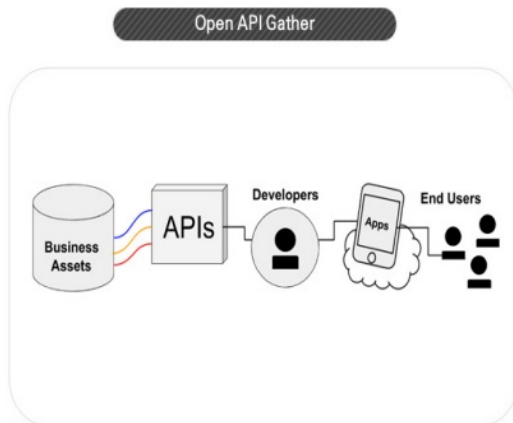 Open API Gather
Business
Assets
APIs
Developers
Apps
End Users